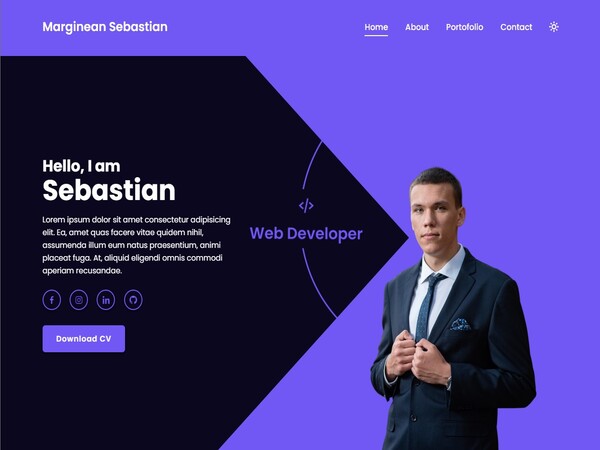 Marginean Sebastian
Home About Portofolio Contact
Hello, I am
Sebastian
Lorem ipsum dolor sit amet consectetur adipisicing
elit. Ea, amet quas facere vitae quidem nihil,
assumenda illum eum natus praesentium, animi
placeat fuga. At, aliquid eligendi omnis commodi
aperiam recusandae.
Download CV
</>
Web Developer